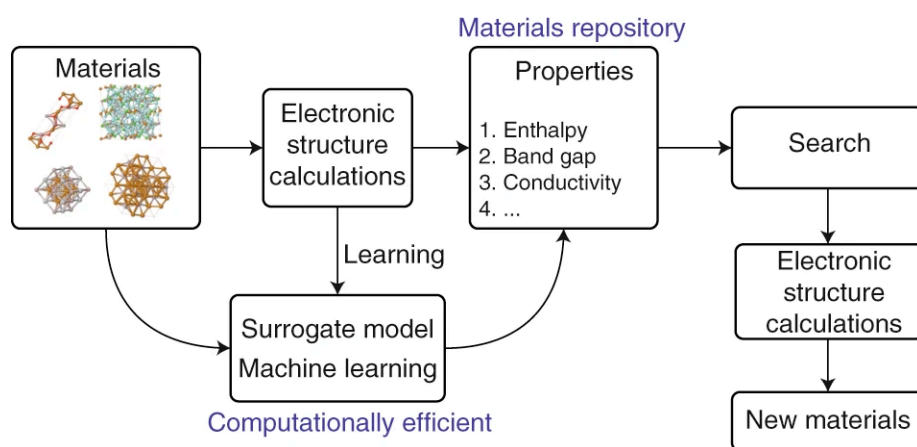 Materials repository
Materials
Properties
Electronic
structure
calculations
1. Enthalpy
2. Band gap
3. Conductivity
4. ...
Search
Learning
Electronic
structure
calculations
Surrogate model
Machine learning
Computationally efficient
New materials